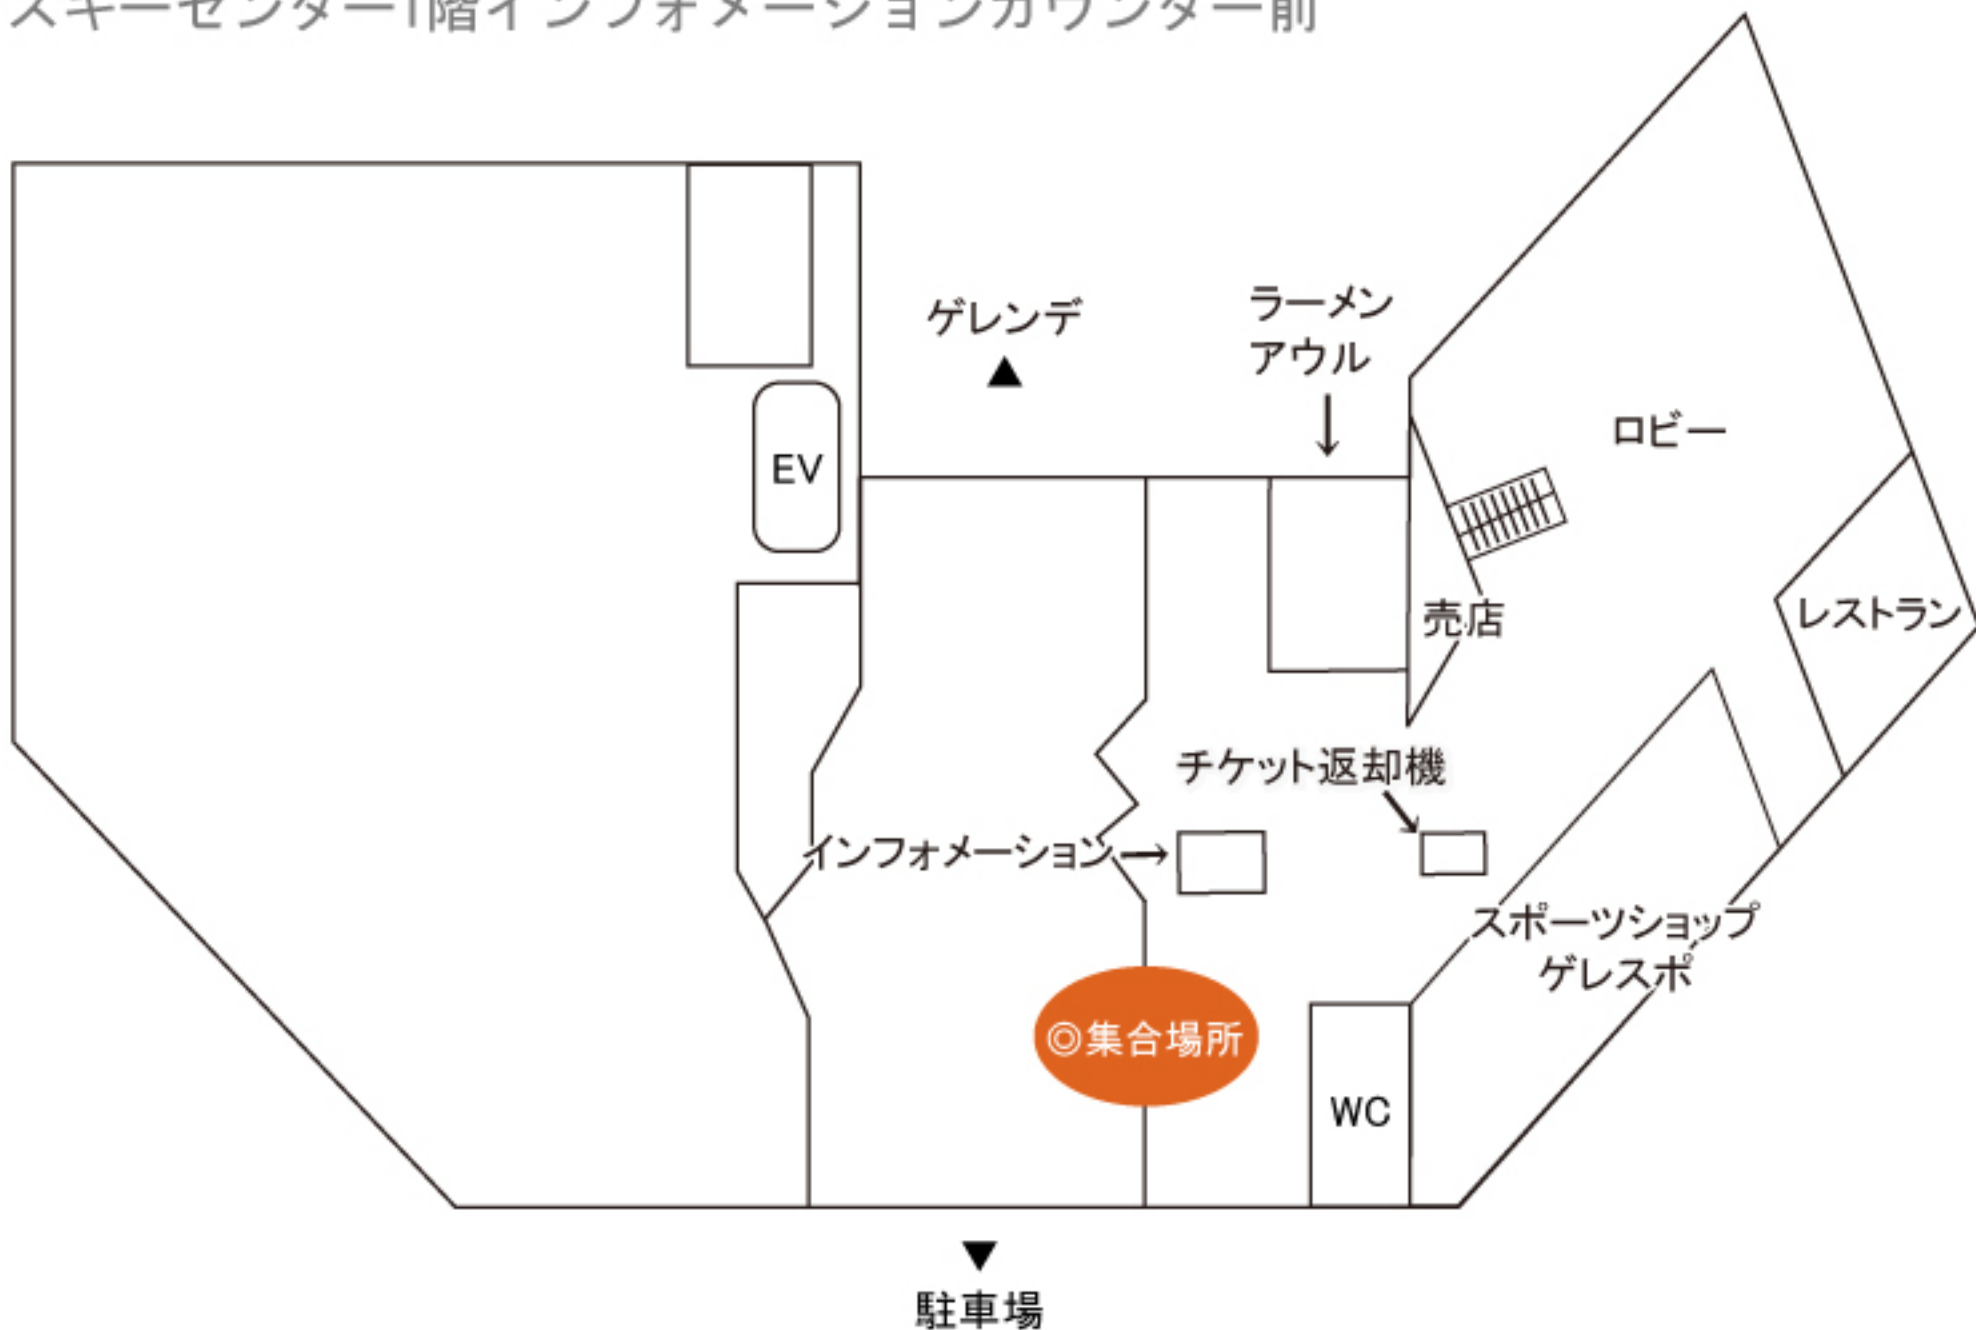 スキーセンター1階インフォメーションカウンター前
ゲレンデ
▲
ラーメン
アウル
↓
ロビー
EV
売店
レストラン
チケット返却機
インフォメーション→
スポーツショップ
ゲレスポ
◎集合場所
WC
▼
駐車場